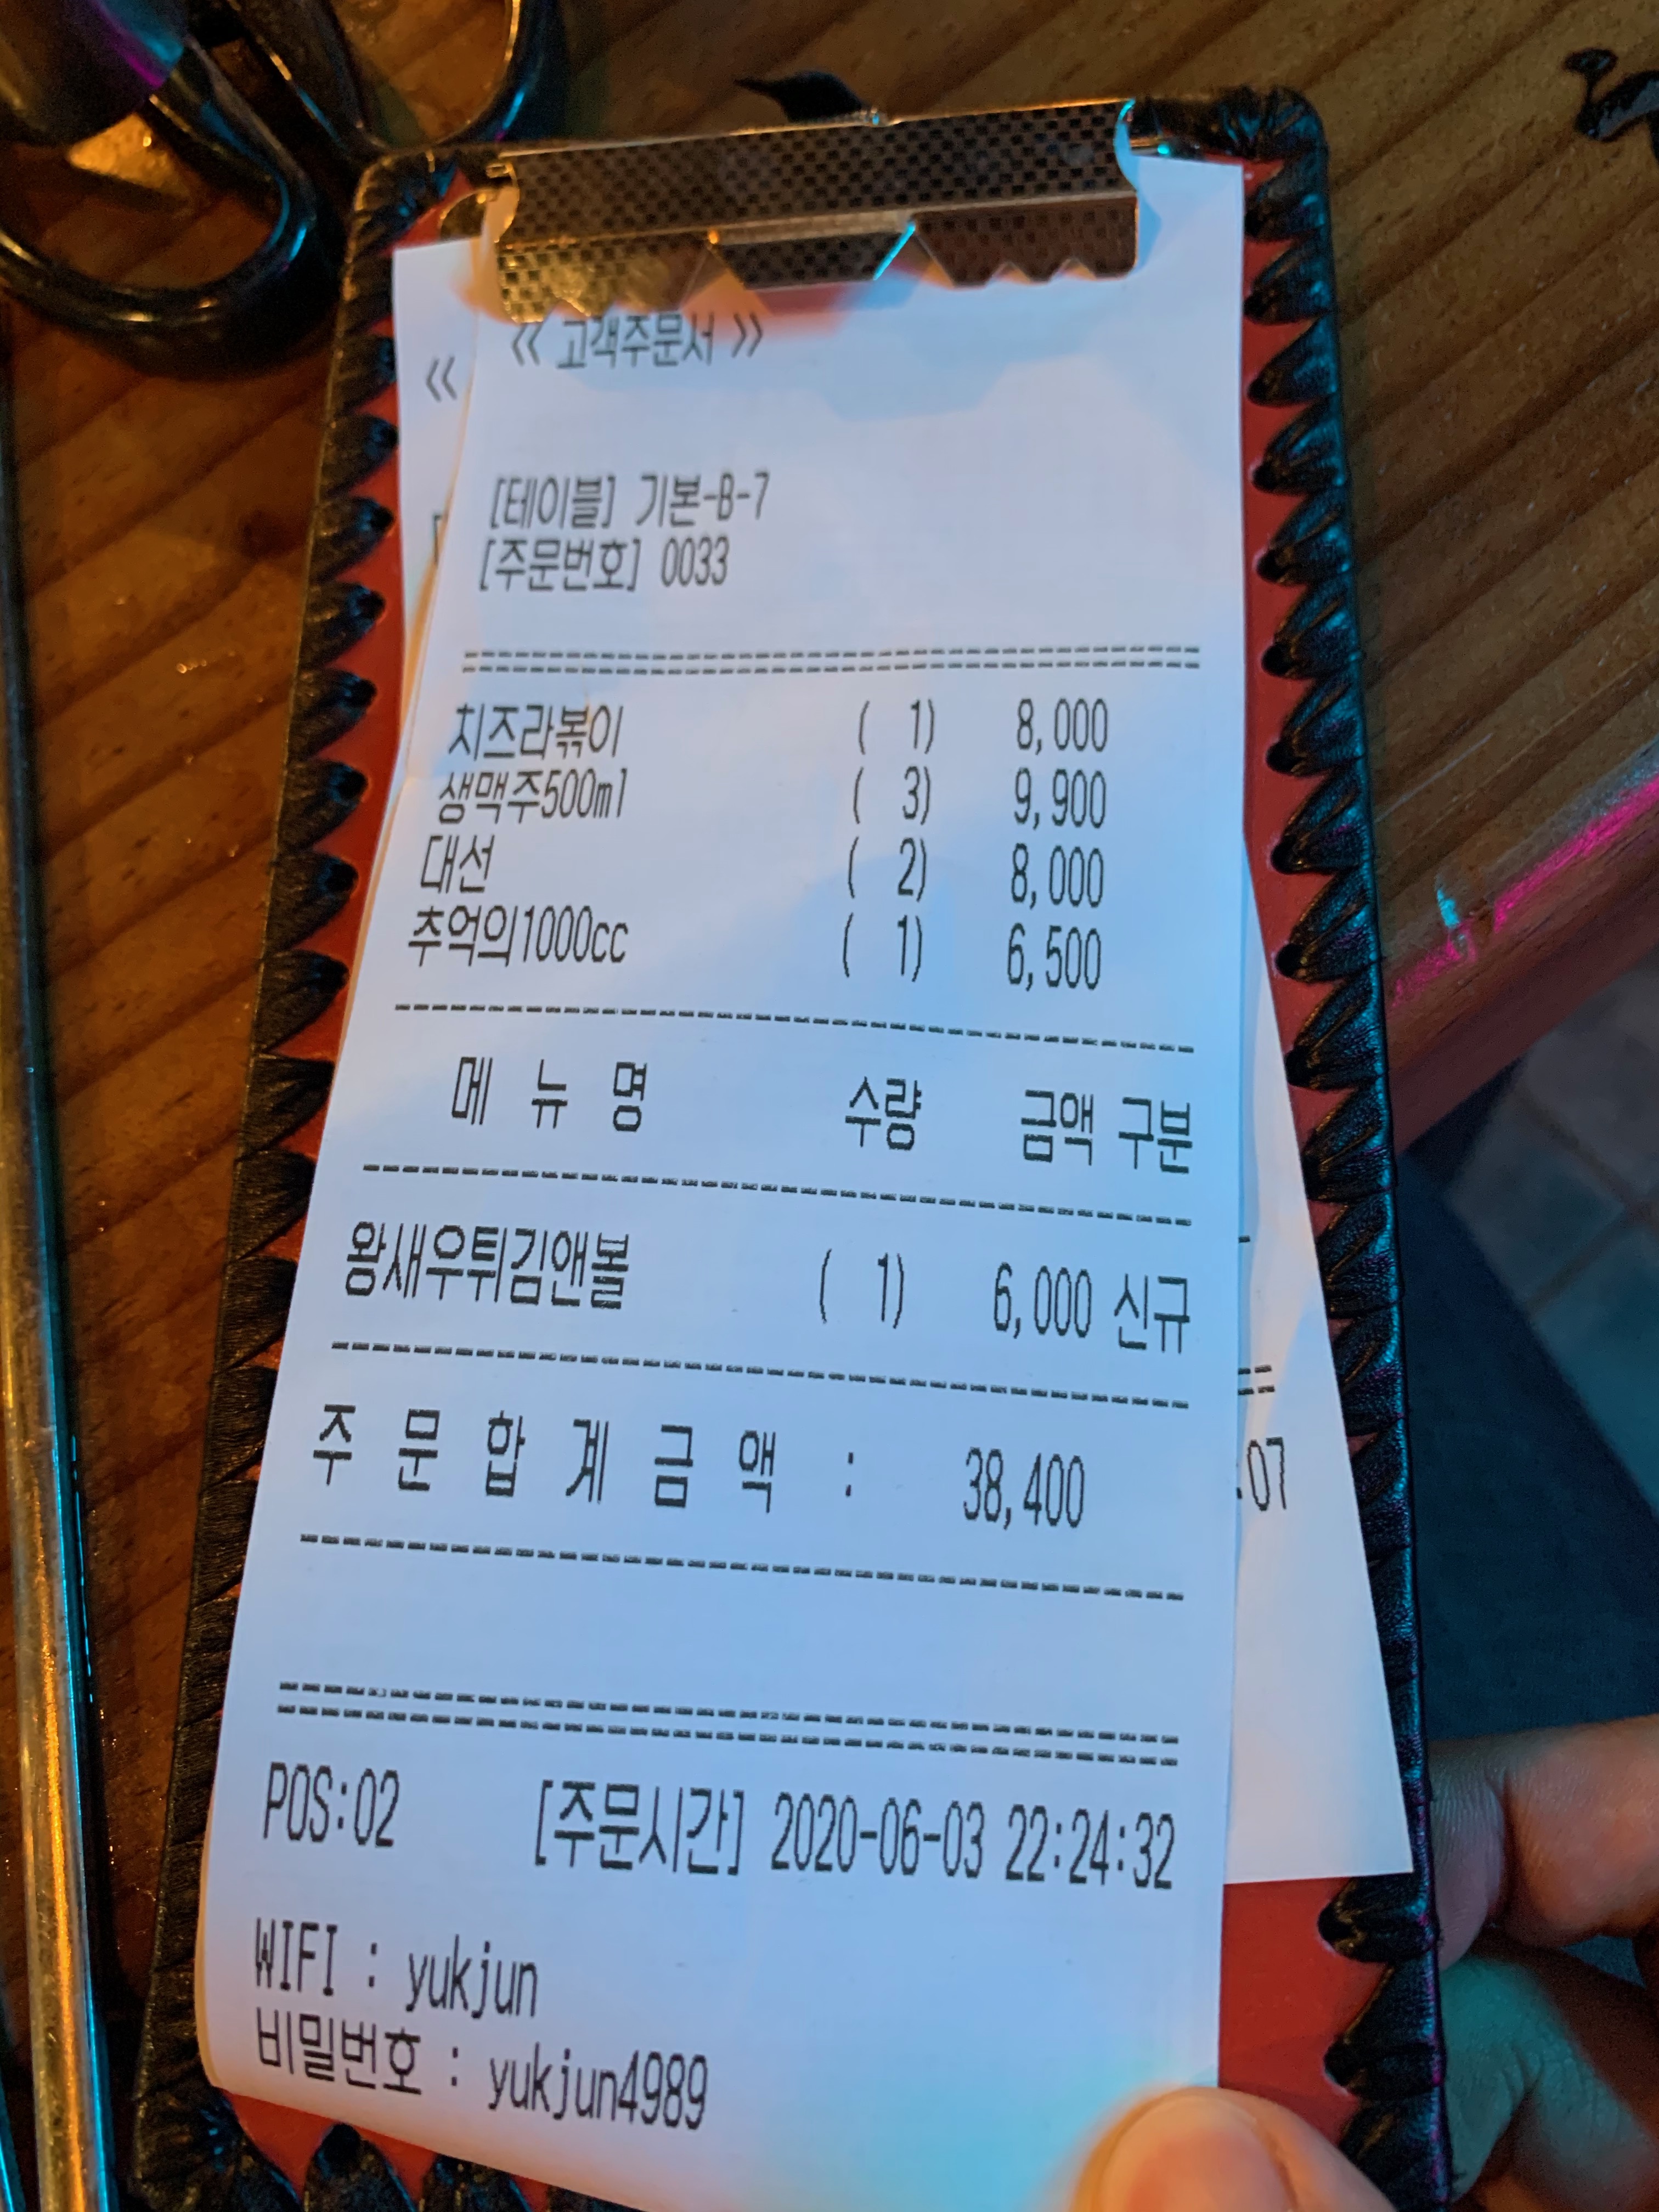 << 고객주문서 >>
<<
[테이블] 기본-B-7
[주문번호] 0033
치즈라볶이 ( 1) 8,000
생맥주500ml ( 3) 9,900
대선 ( 2) 8,000
추억의1000cc ( 1) 6,500
메 뉴 명 수량 금액 구분
왕새우튀김앤볼 ( 1) 6,000 신규
주 문 합 계 금 액 : 38,400
:07
POS:02 [주문시간] 2020-06-03 22:24:32
WIFI : yukjun
비밀번호 : yukjun4989